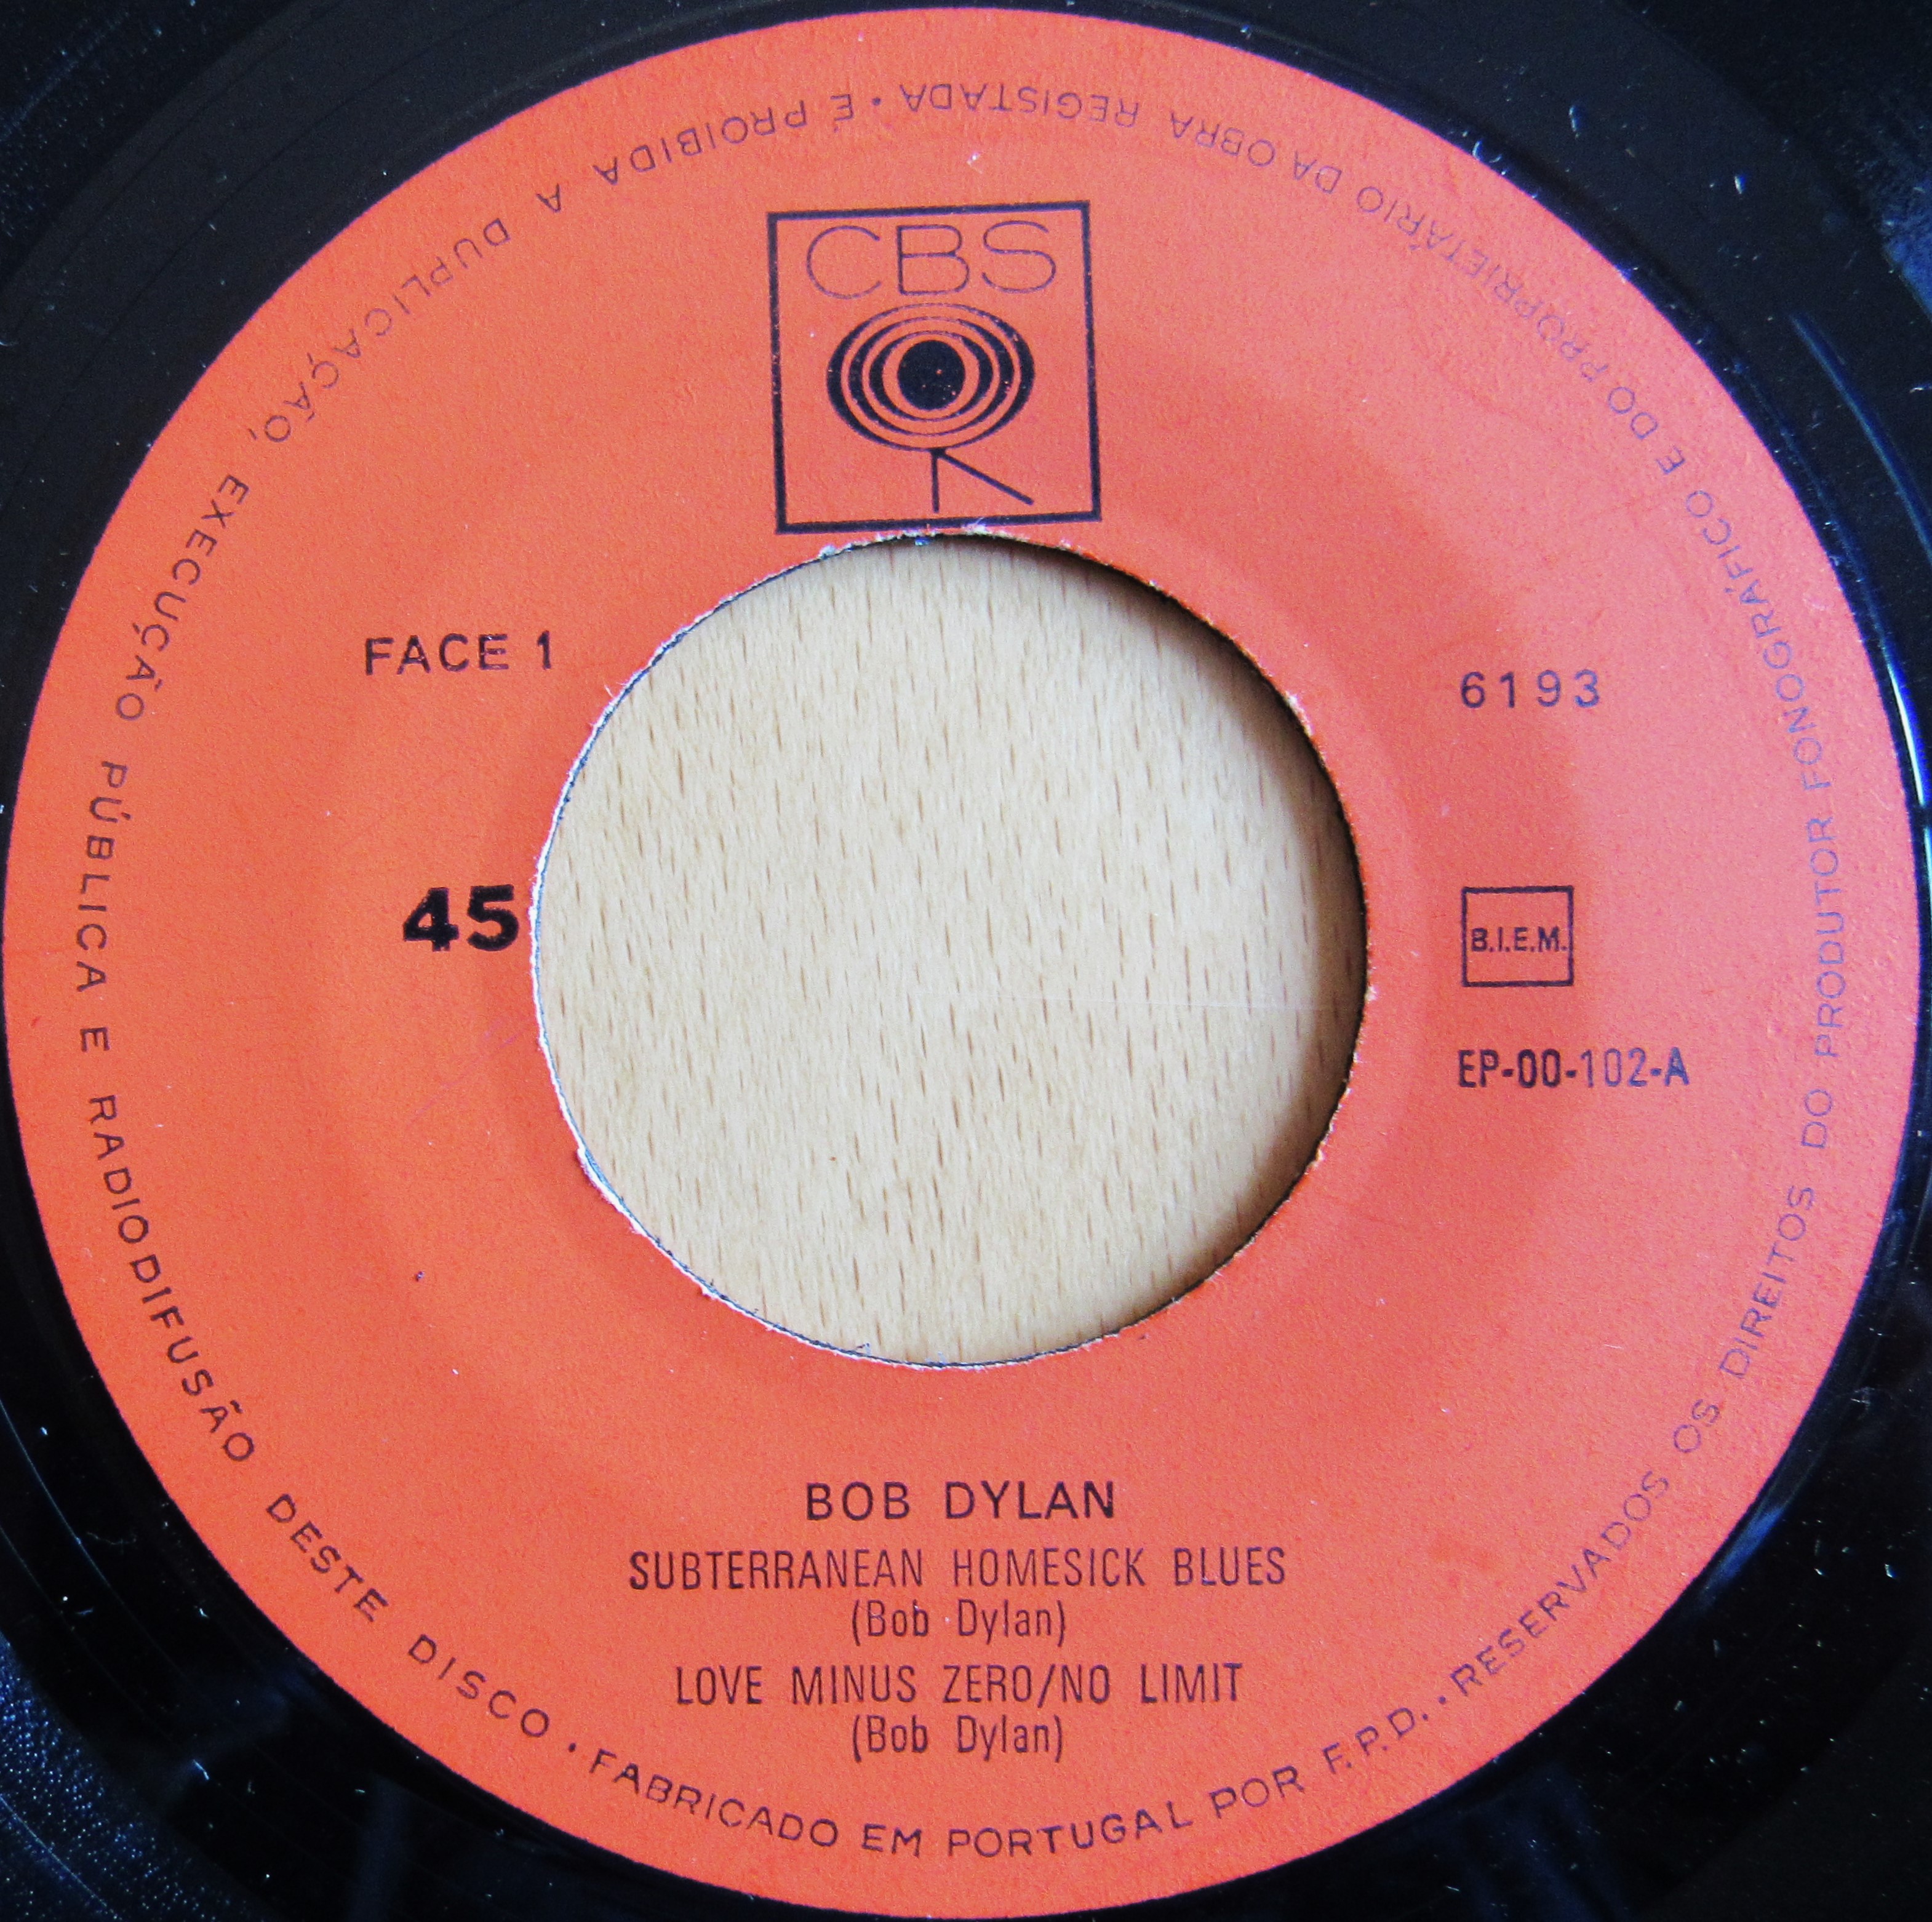 CBS
FACE 1
6193
45
B.I.E.M.
EP-00-102-A
BOB DYLAN
SUBTERRANEAN HOMESICK BLUES
(Bob Dylan)
LOVE MINUS ZERO/NO LIMIT
(Bob Dylan)
FABRICADO EM PORTUGAL POR F.P.D. • RESERVADOS OS DIREITOS DO PRODUTOR FONOGRÁFICO E DO PROPRIETÁRIO DA OBRA REGISTADA • É PROIBIDA A DUPLICAÇÃO, EXECUÇÃO PÚBLICA E RADIODIFUSÃO DESTE DISCO •